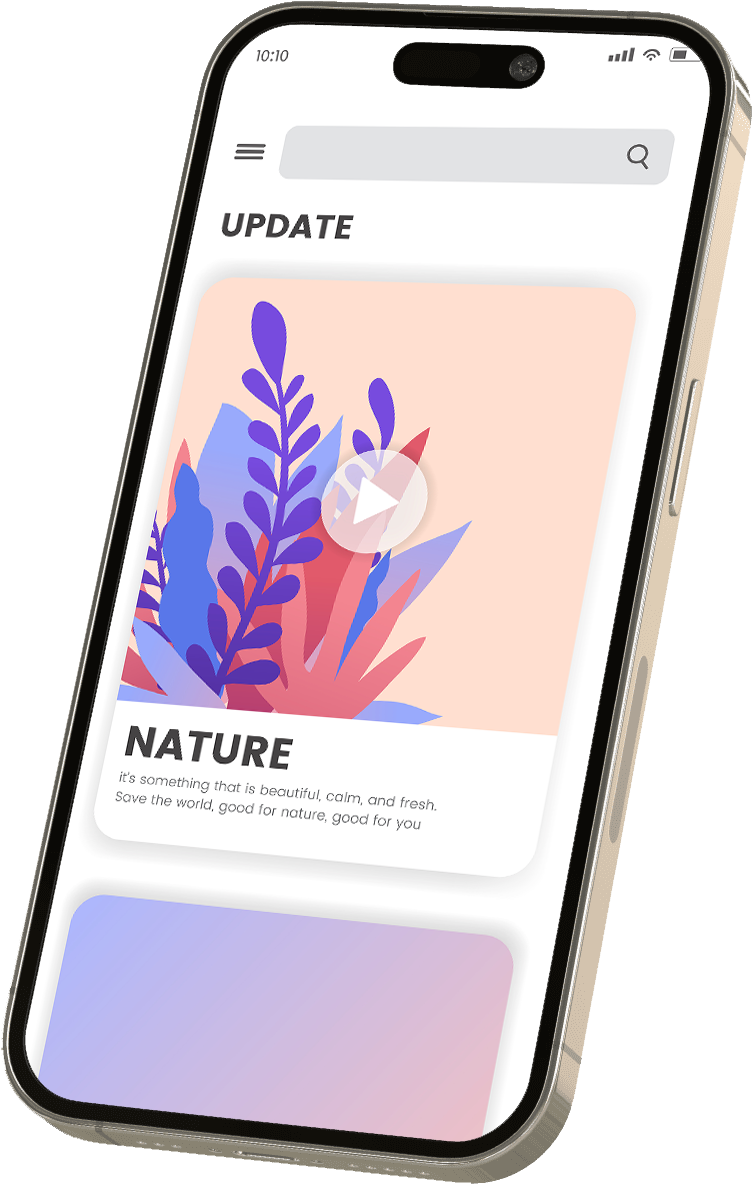 10:10
UPDATE
NATURE
it's something that is beautiful, calm, and fresh.
Save the world, good for nature, good for you